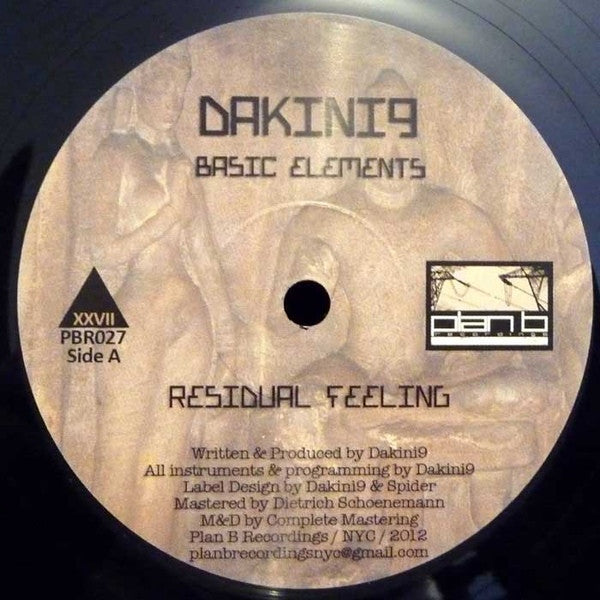 DAKINI9
BASIC ELEMENTS
XXVII
PBR027
Side A
plan b
recordings
RESIDUAL FEELING
Written & Produced by Dakini9
All instruments & programming by Dakini9
Label Design by Dakini9 & Spider
Mastered by Dietrich Schoenemann
M&D by Complete Mastering
Plan B Recordings / NYC / 2012
planbrecordingsnyc@gmail.com